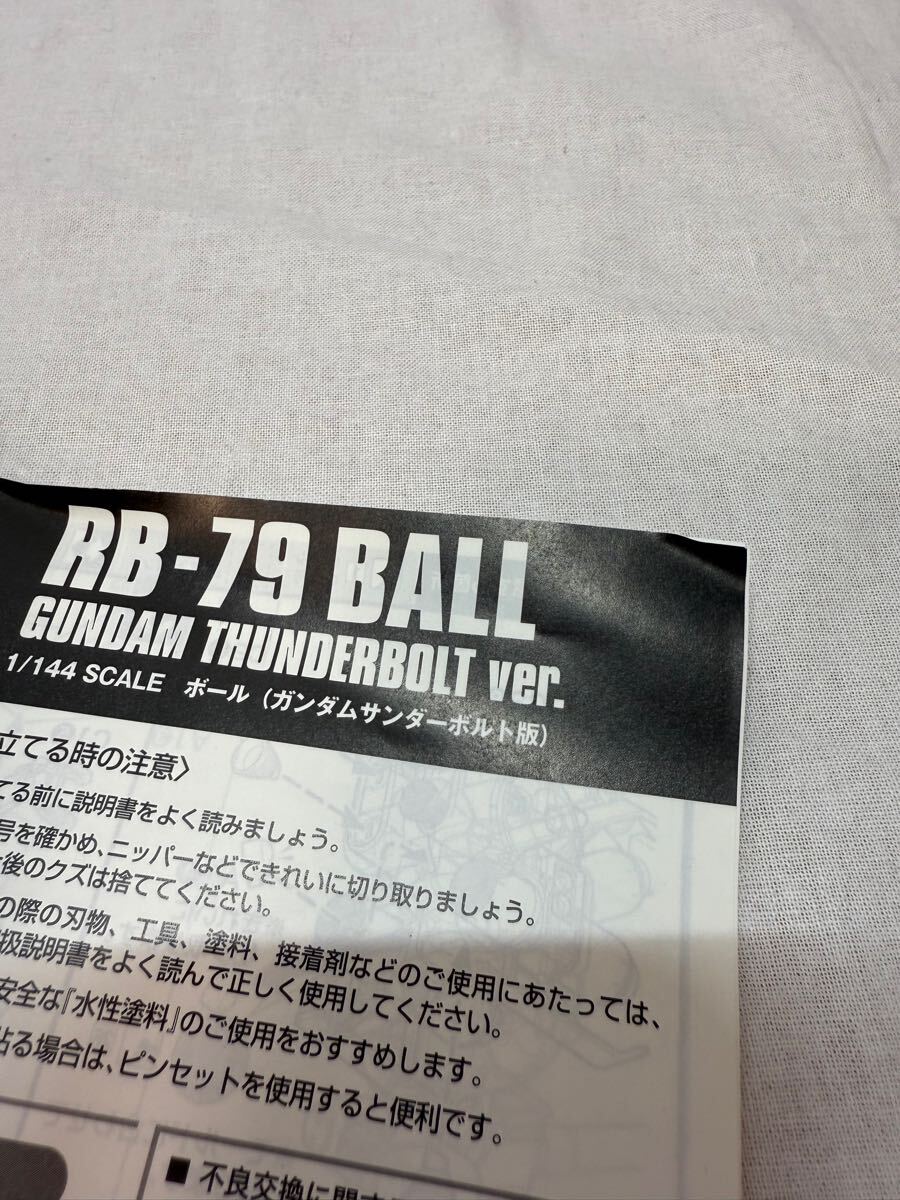 RB-79 BALL
GUNDAM THUNDERBOLT ver.
1/144 SCALE ボール（ガンダムサンダーボルト版）
立てる時の注意〉
てる前に説明書をよく読みましょう。
号を確かめ、ニッパーなどできれいに切り取りましょう。
後のクズは捨ててください。
の際の刃物、工具、塗料、接着剤などのご使用にあたっては、
扱説明書をよく読んで正しく使用してください。
安全な『水性塗料』のご使用をおすすめします。
貼る場合は、ピンセットを使用すると便利です。
■ 不良交換に関す